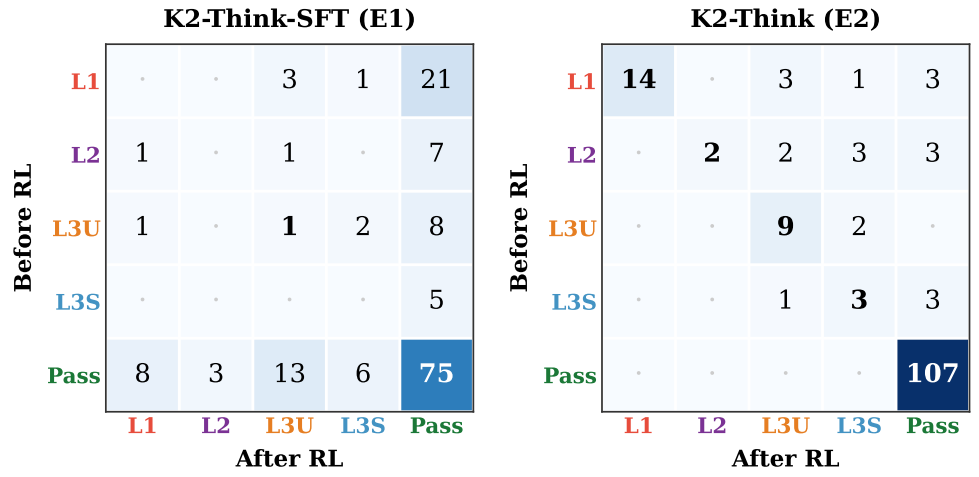 K2-Think-SFT (E1)
Before RL
L1 · · 3 1 21
L2 1 · 1 · 7
L3U 1 · 1 2 8
L3S · · · · 5
Pass 8 3 13 6 75
L1 L2 L3U L3S Pass
After RL
K2-Think (E2)
Before RL
L1 14 · 3 1 3
L2 · 2 2 3 3
L3U · · 9 2 ·
L3S · · 1 3 3
Pass · · · · 107
L1 L2 L3U L3S Pass
After RL